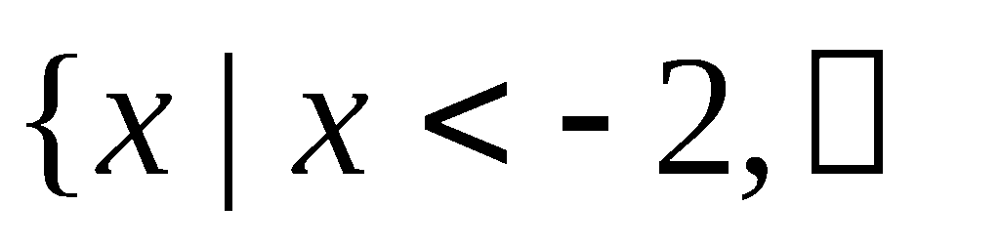 {x | x < - 2,